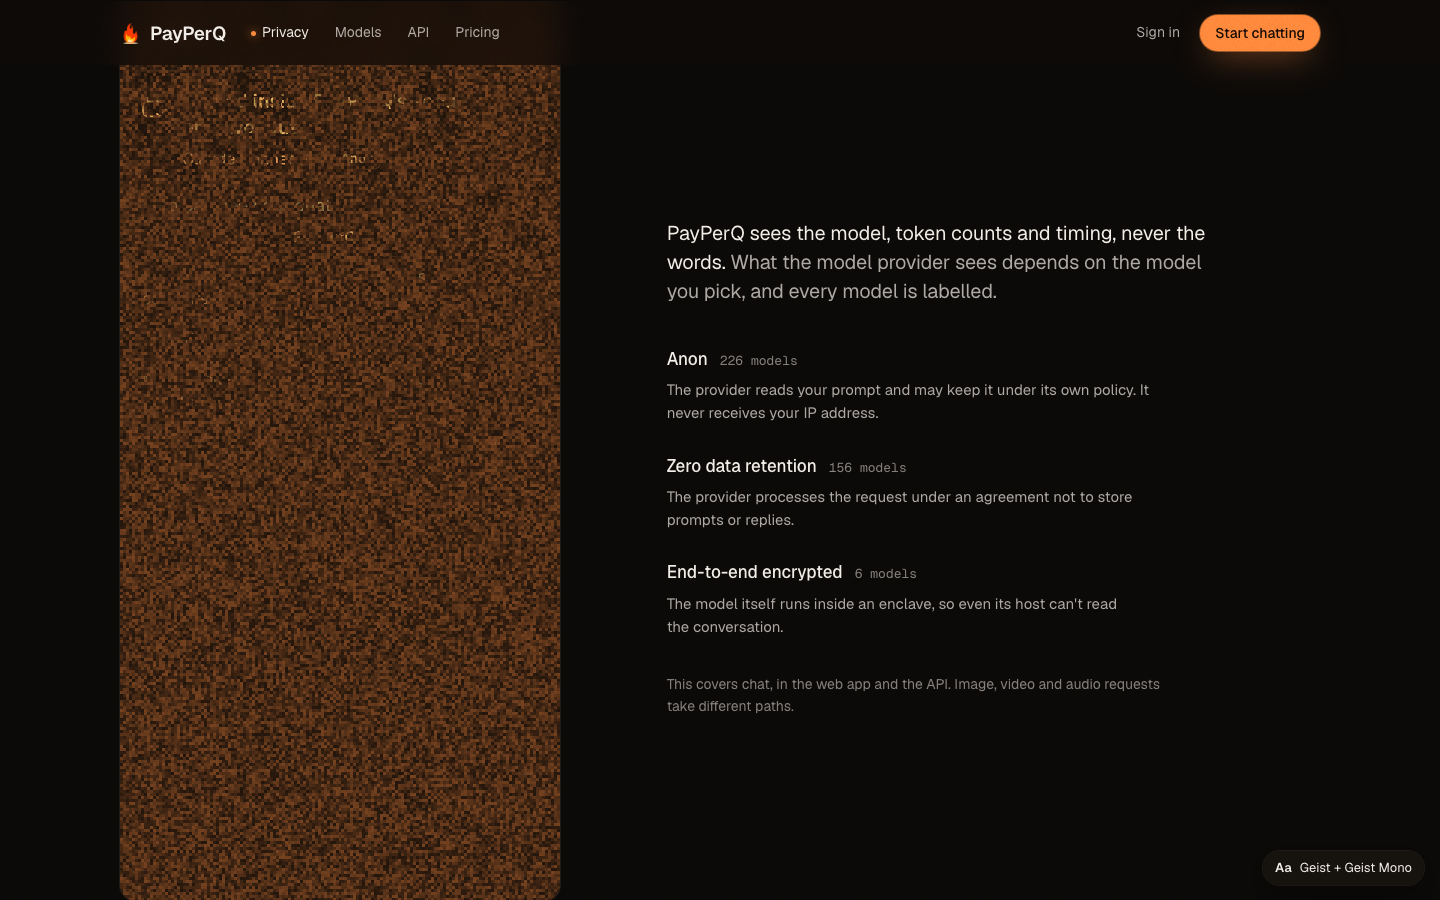 PayPerQ
Privacy
Models
API
Pricing
Sign in
Start chatting
PayPerQ sees the model, token counts and timing, never the
words. What the model provider sees depends on the model
you pick, and every model is labelled.
Anon 226 models
The provider reads your prompt and may keep it under its own policy. It
never receives your IP address.
Zero data retention 156 models
The provider processes the request under an agreement not to store
prompts or replies.
End-to-end encrypted 6 models
The model itself runs inside an enclave, so even its host can't read
the conversation.
This covers chat, in the web app and the API. Image, video and audio requests
take different paths.
Aa Geist + Geist Mono